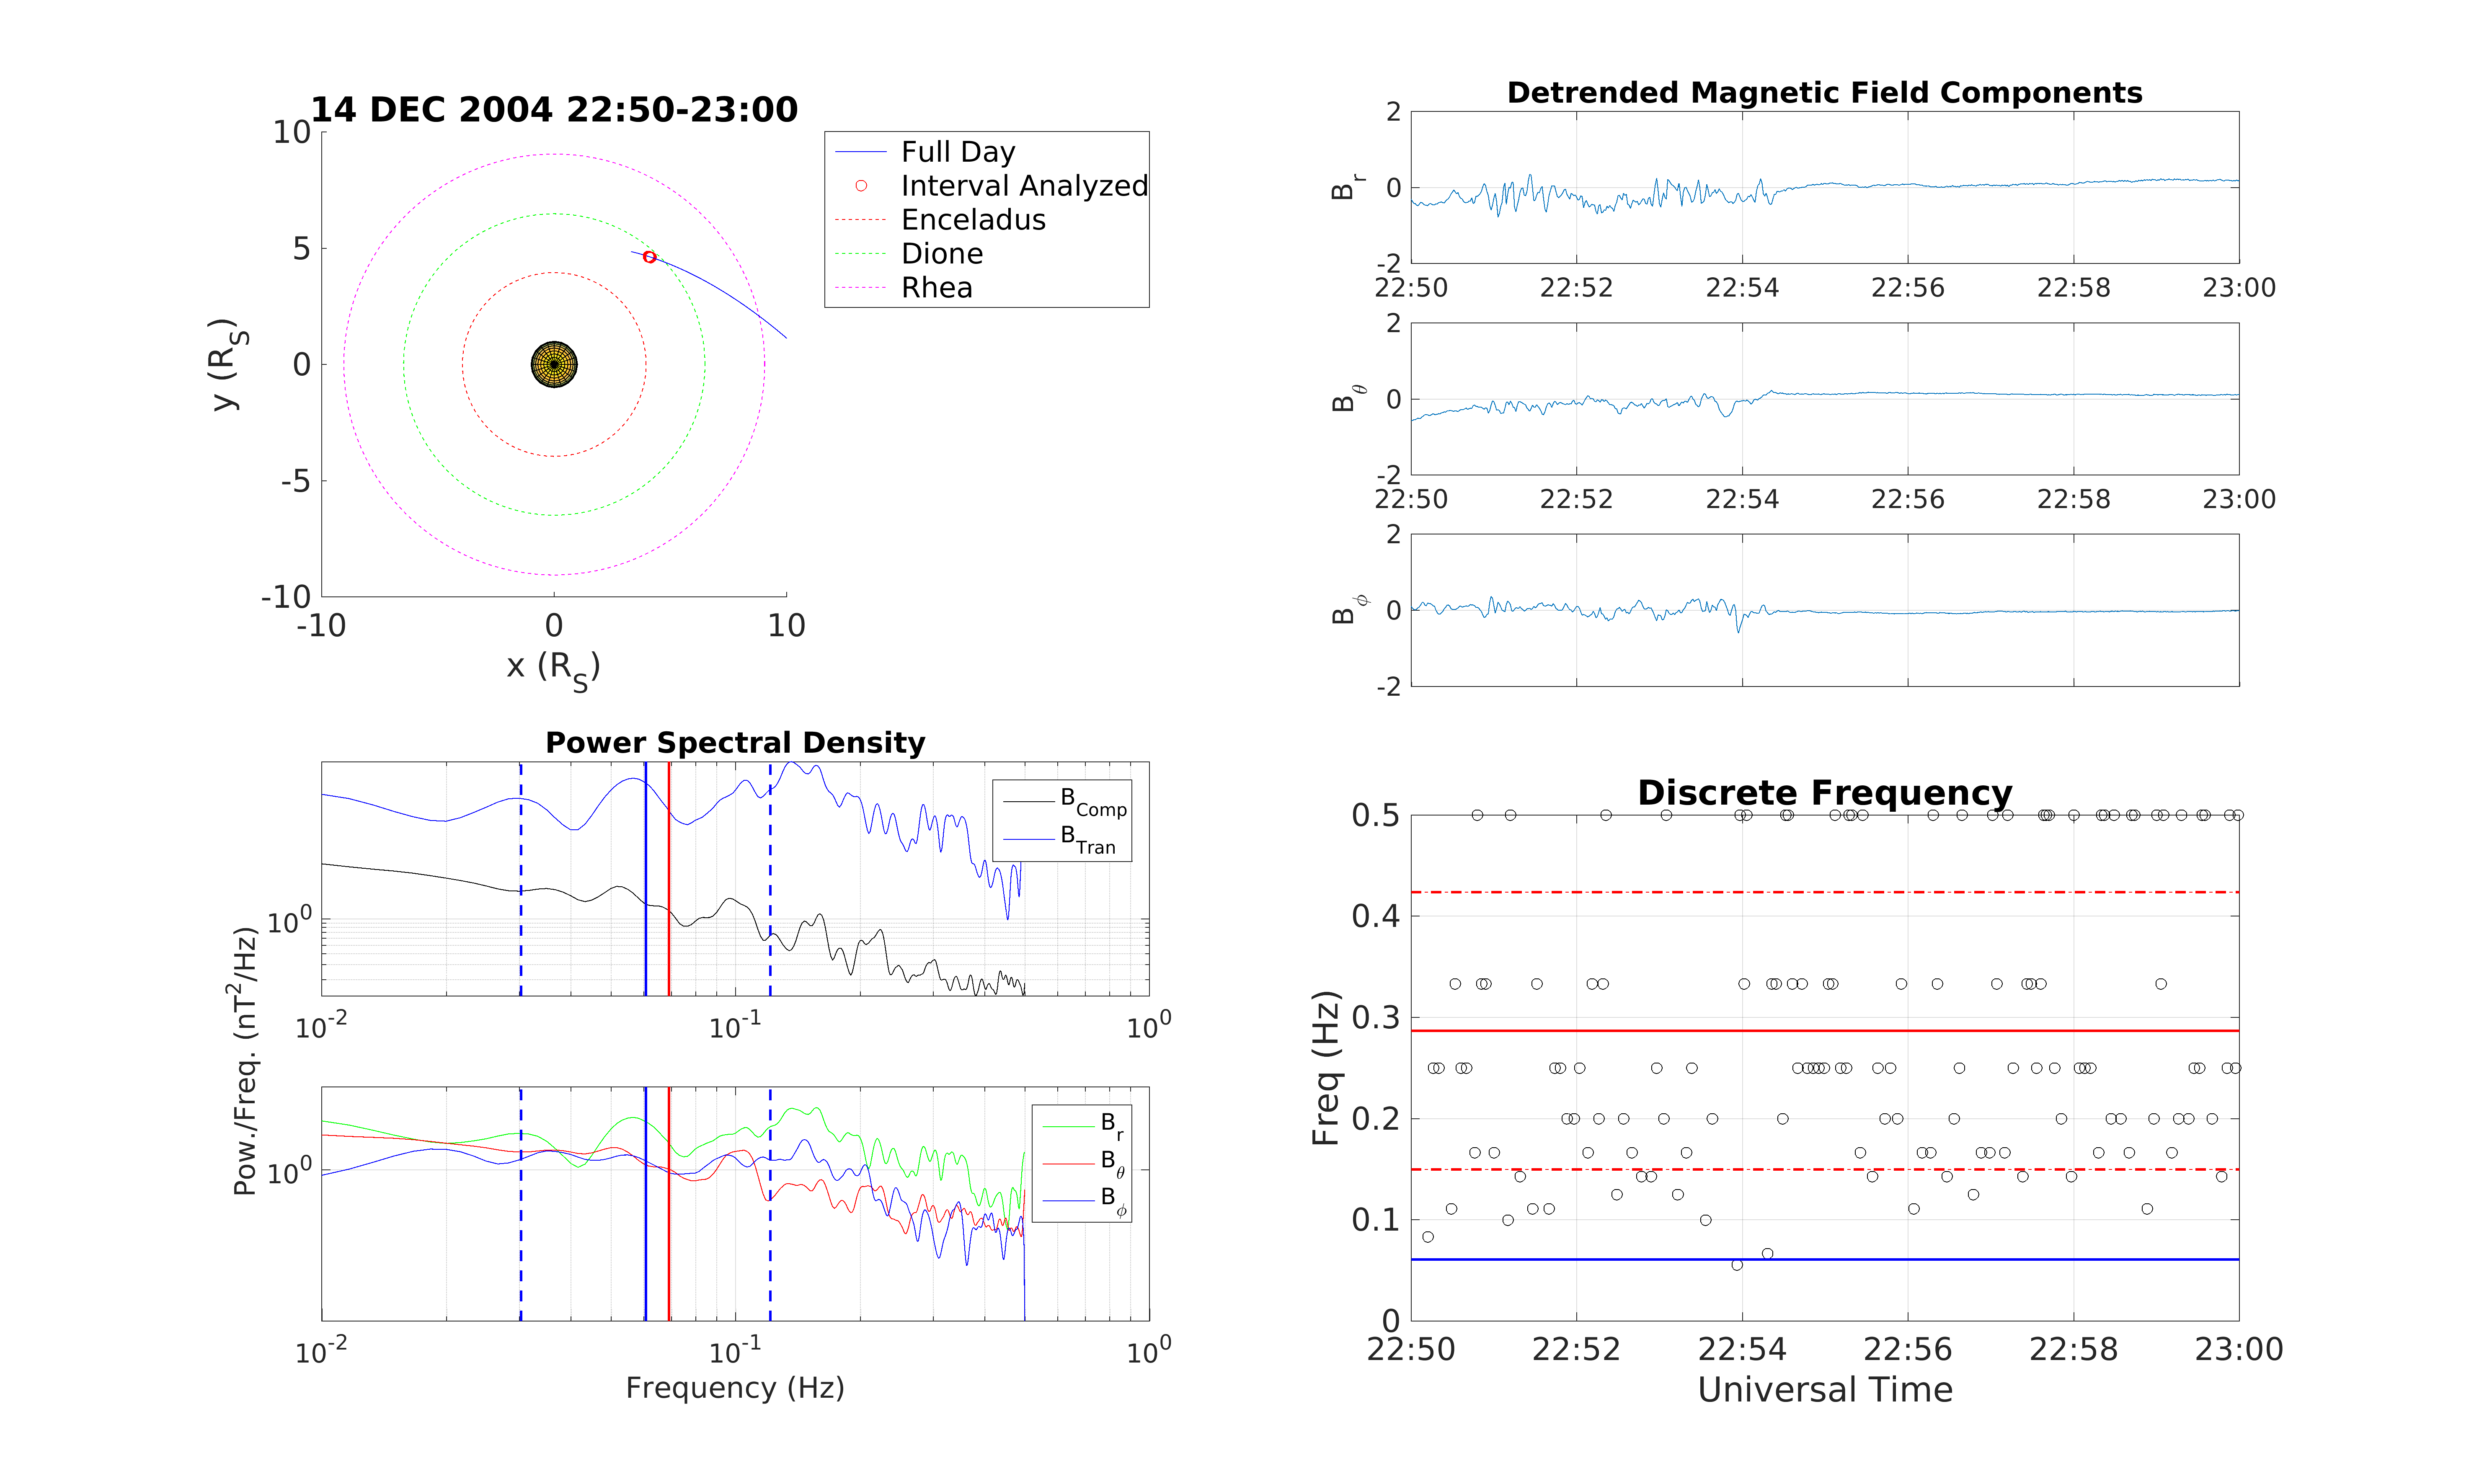 14 DEC 2004 22:50-23:00
10
5
0
-5
-10
-10
0
10
y (R_S)
x (R_S)
Full Day
Interval Analyzed
Enceladus
Dione
Rhea
Detrended Magnetic Field Components
B_r
2
0
-2
22:50
22:52
22:54
22:56
22:58
23:00
B_θ
2
0
-2
22:50
22:52
22:54
22:56
22:58
23:00
B_ϕ
2
0
-2
Power Spectral Density
10^0
B_Comp
B_Tran
10^-2
10^-1
10^0
Pow./Freq. (nT^2/Hz)
10^0
B_r
B_θ
B_ϕ
10^-2
10^-1
10^0
Frequency (Hz)
Discrete Frequency
Freq (Hz)
0.5
0.4
0.3
0.2
0.1
0
22:50
22:52
22:54
22:56
22:58
23:00
Universal Time